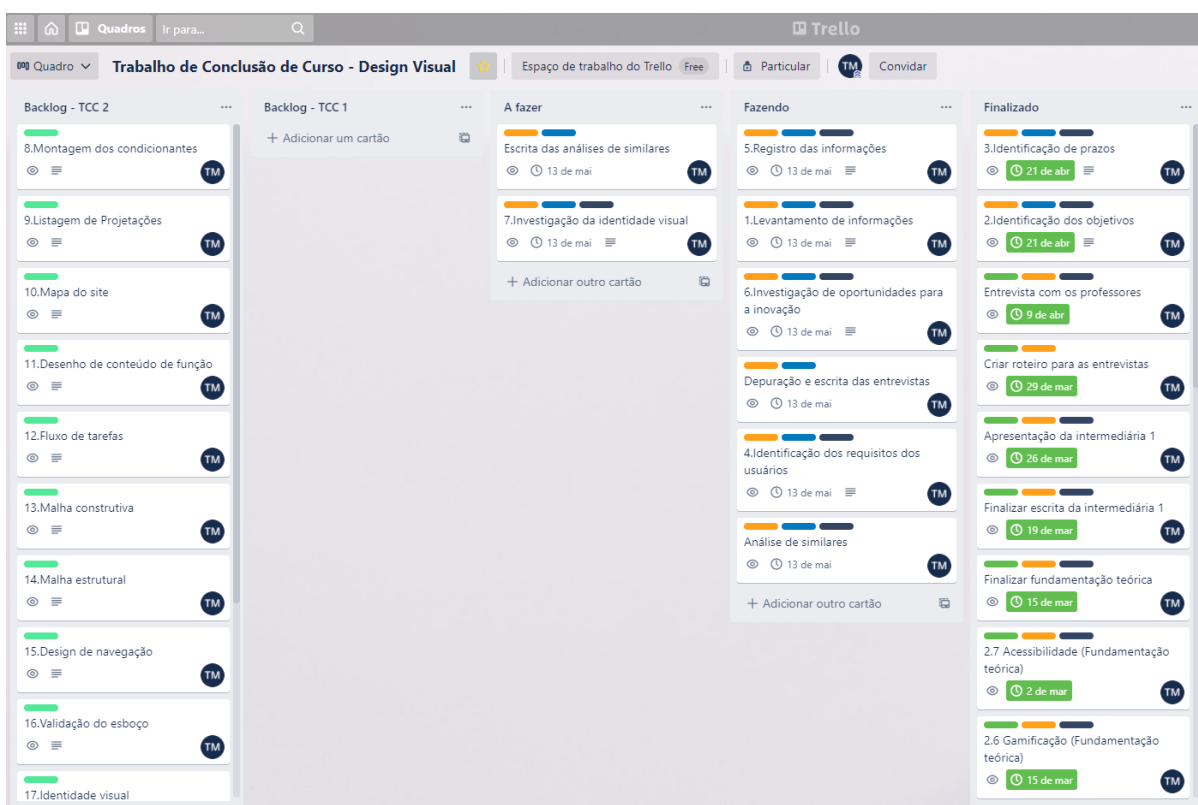 Quadros
Ir para...
Trello
Quadro
Trabalho de Conclusão de Curso - Design Visual
Espaço de trabalho do Trello Free
Particular
TM
Convidar
Backlog - TCC 2
8.Montagem dos condicionantes
TM
9.Listagem de Projetações
TM
10.Mapa do site
TM
11.Desenho de conteúdo de função
TM
12.Fluxo de tarefas
TM
13.Malha construtiva
TM
14.Malha estrutural
TM
15.Design de navegação
TM
16.Validação do esboço
TM
17.Identidade visual
Backlog - TCC 1
+ Adicionar um cartão
A fazer
Escrita das análises de similares
13 de mai TM
7.Investigação da identidade visual
13 de mai TM
+ Adicionar outro cartão
Fazendo
5.Registro das informações
13 de mai TM
1.Levantamento de informações
13 de mai TM
6.Investigação de oportunidades para
a inovação
13 de mai TM
Depuração e escrita das entrevistas
13 de mai TM
4.Identificação dos requisitos dos
usuários
13 de mai TM
Análise de similares
13 de mai TM
+ Adicionar outro cartão
Finalizado
3.Identificação de prazos
21 de abr TM
2.Identificação dos objetivos
21 de abr TM
Entrevista com os professores
9 de abr TM
Criar roteiro para as entrevistas
29 de mar TM
Apresentação da intermediária 1
26 de mar TM
Finalizar escrita da intermediária 1
19 de mar TM
Finalizar fundamentação teórica
15 de mar TM
2.7 Acessibilidade (Fundamentação
teórica)
2 de mar TM
2.6 Gamificação (Fundamentação
teórica)
15 de mar TM